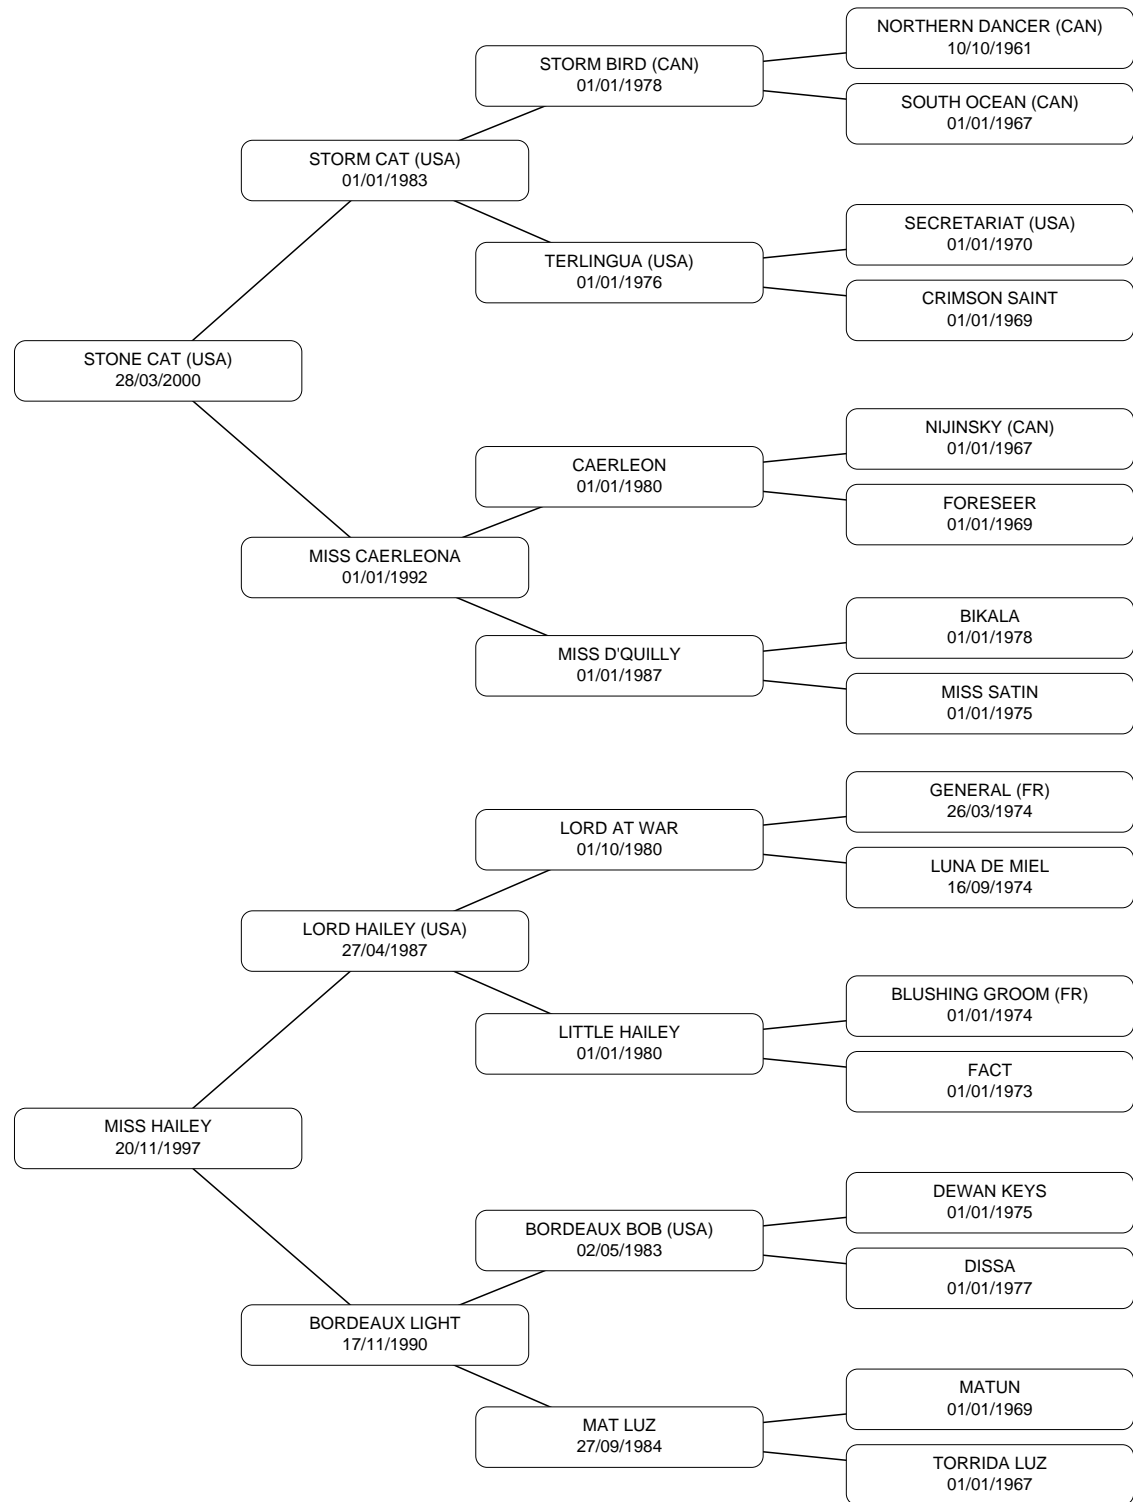 NORTHERN DANCER (CAN)
10/10/1961
STORM BIRD (CAN)
01/01/1978
SOUTH OCEAN (CAN)
01/01/1967
STORM CAT (USA)
01/01/1983
SECRETARIAT (USA)
01/01/1970
TERLINGUA (USA)
01/01/1976
CRIMSON SAINT
01/01/1969
STONE CAT (USA)
28/03/2000
NIJINSKY (CAN)
01/01/1967
CAERLEON
01/01/1980
FORESEER
01/01/1969
MISS CAERLEONA
01/01/1992
BIKALA
01/01/1978
MISS D'QUILLY
01/01/1987
MISS SATIN
01/01/1975
GENERAL (FR)
26/03/1974
LORD AT WAR
01/10/1980
LUNA DE MIEL
16/09/1974
LORD HAILEY (USA)
27/04/1987
BLUSHING GROOM (FR)
01/01/1974
LITTLE HAILEY
01/01/1980
FACT
01/01/1973
MISS HAILEY
20/11/1997
DEWAN KEYS
01/01/1975
BORDEAUX BOB (USA)
02/05/1983
DISSA
01/01/1977
BORDEAUX LIGHT
17/11/1990
MATUN
01/01/1969
MAT LUZ
27/09/1984
TORRIDA LUZ
01/01/1967